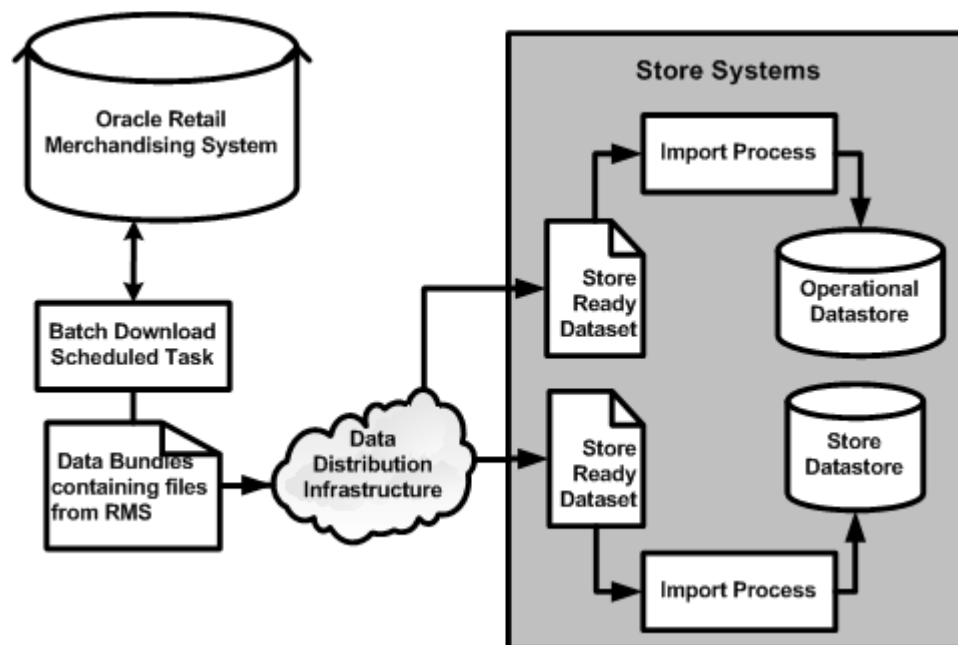 Oracle Retail
Merchandising System
Batch Download
Scheduled Task
Data Bundles
containing files
from RMS
Data
Distribution
Infrastructure
Store Systems
Import Process
Store
Ready
Dataset
Operational
Datastore
Store
Ready
Dataset
Store
Datastore
Import Process